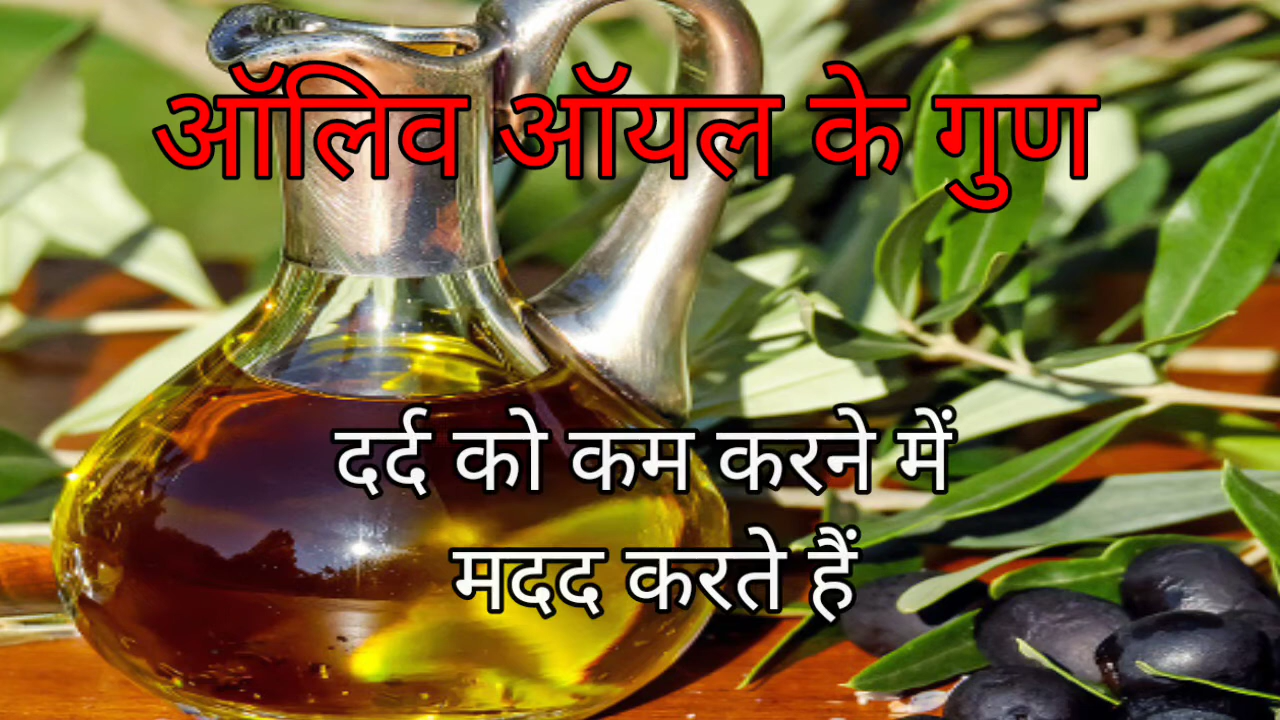 ऑलिव ऑयल के गुण
दर्द को कम करने में
मदद करते हैं